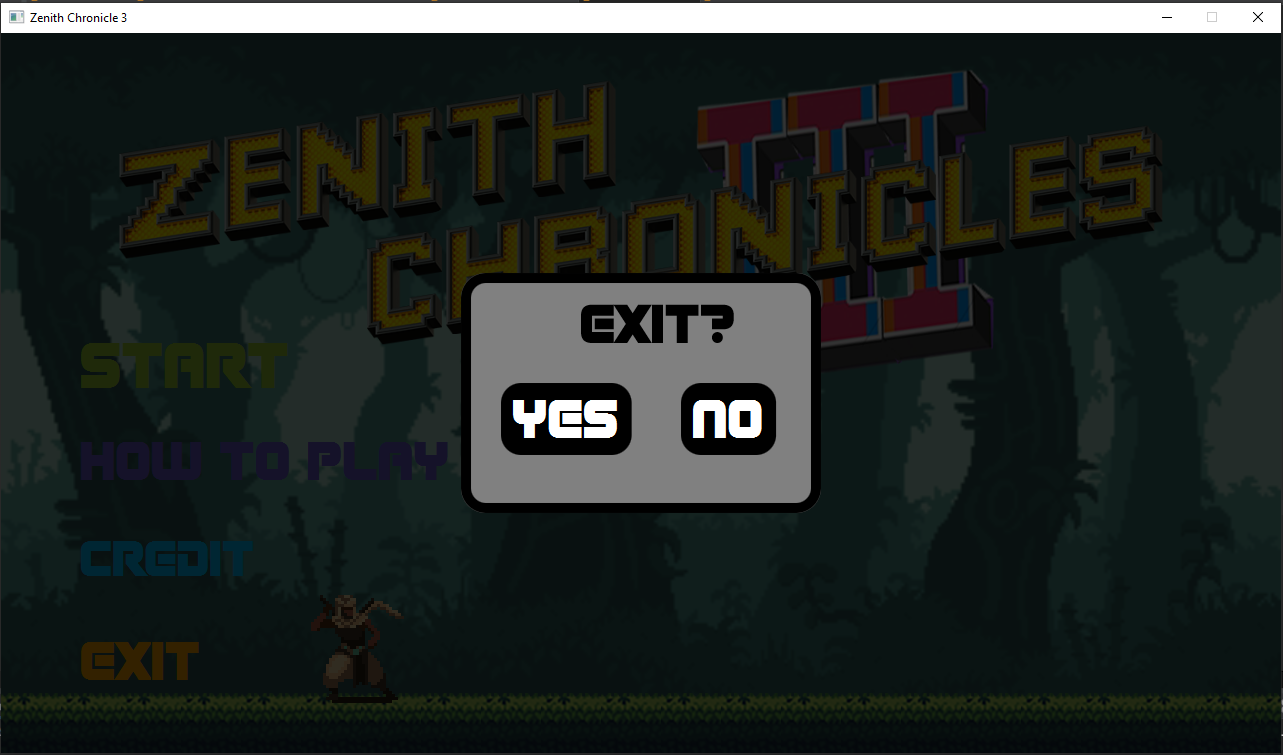 Zenith Chronicle 3
ZENITH III
CHRONICLES
EXIT?
YES NO
START
HOW TO PLAY
CREDIT
EXIT